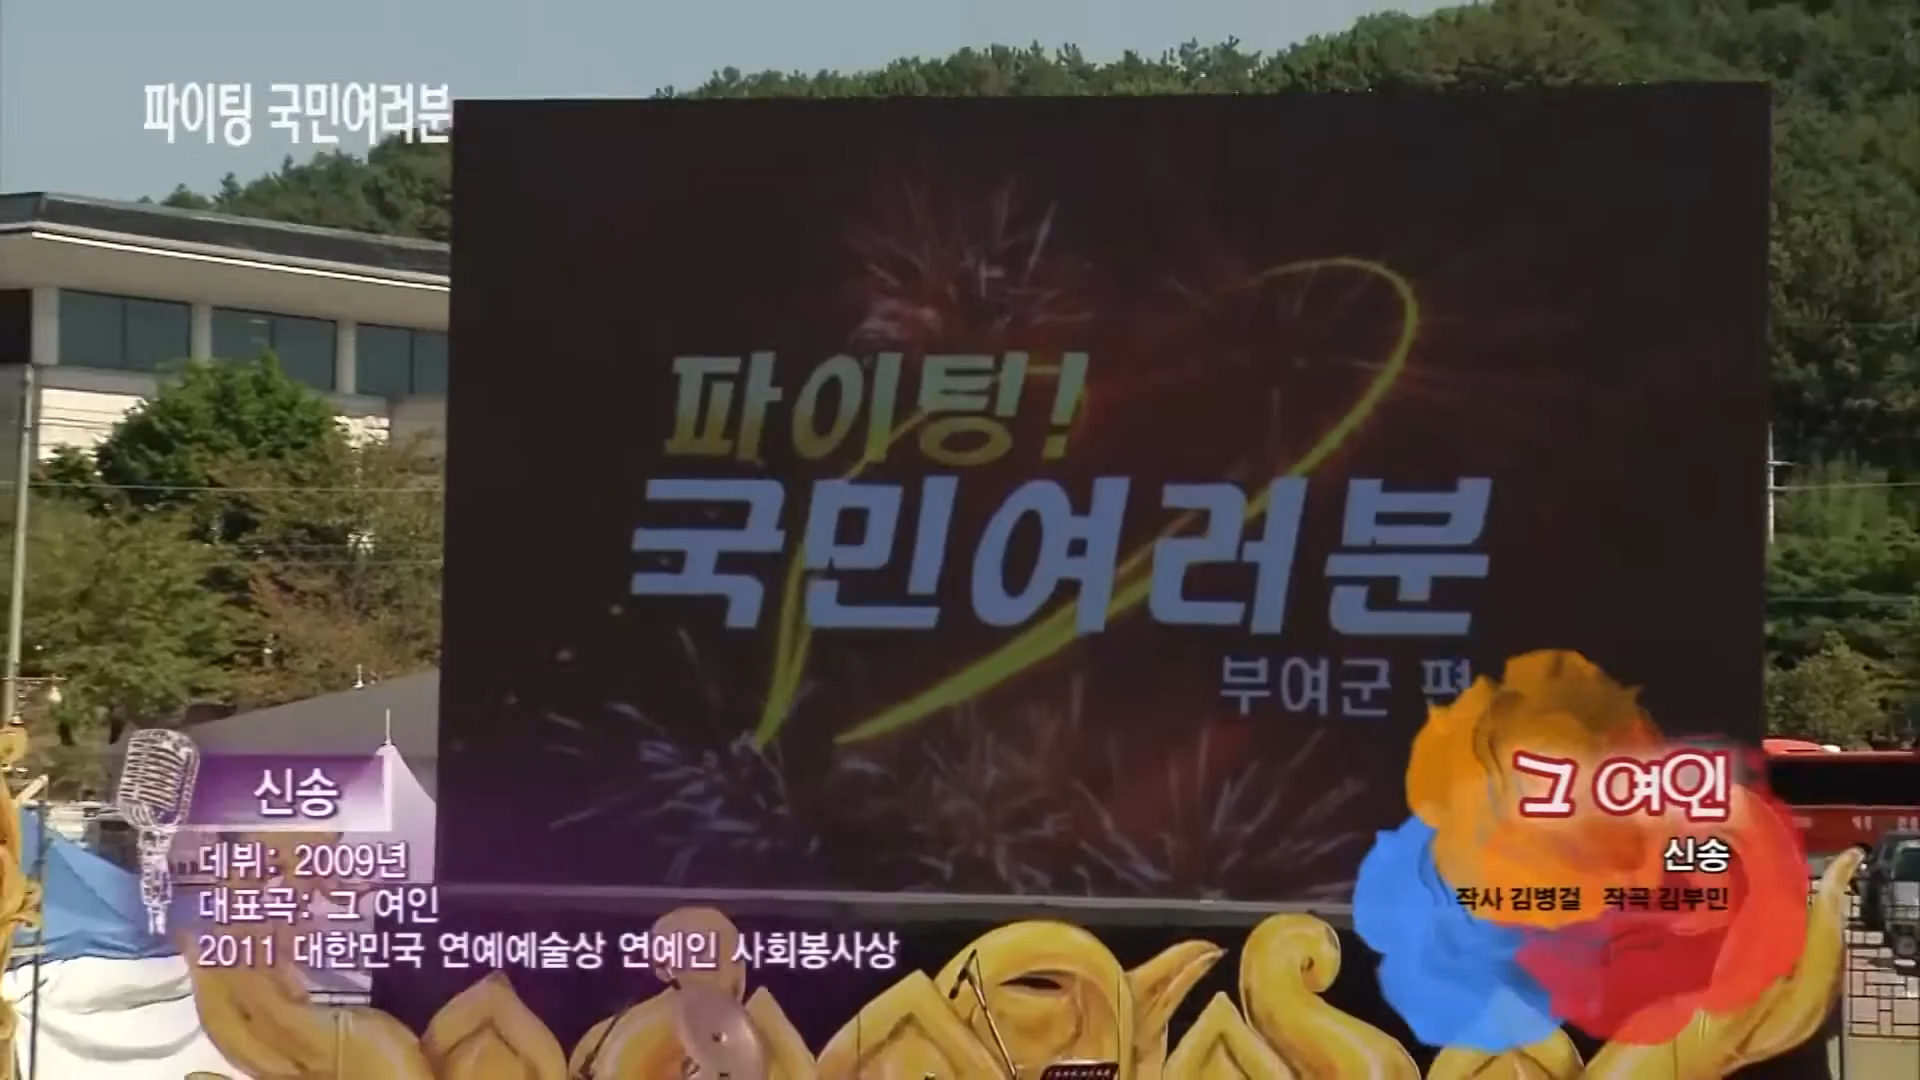 파이팅 국민여러분
파이팅!
국민여러분
부여군 편
신송
데뷔: 2009년
대표곡: 그 여인
2011 대한민국 연예예술상 연예인 사회봉사상
그 여인
신송
작사 김병걸 작곡 김부민